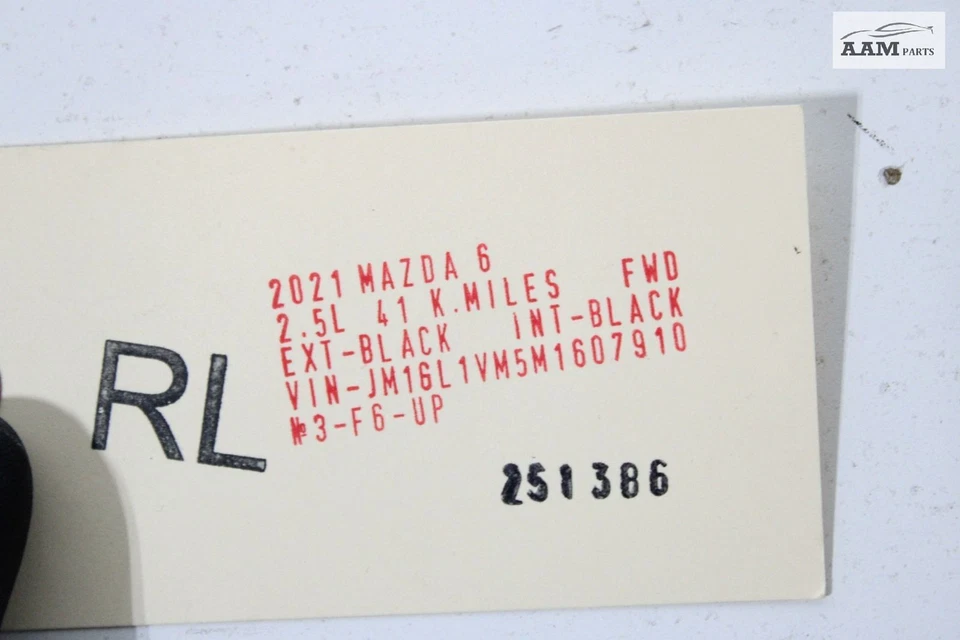 AAM PARTS
2021 MAZDA 6
2.5L 41 K.MILES FWD
EXT-BLACK INT-BLACK
VIN-JM1GL1VM5M1607910
№3-F6-UP
RL
251386